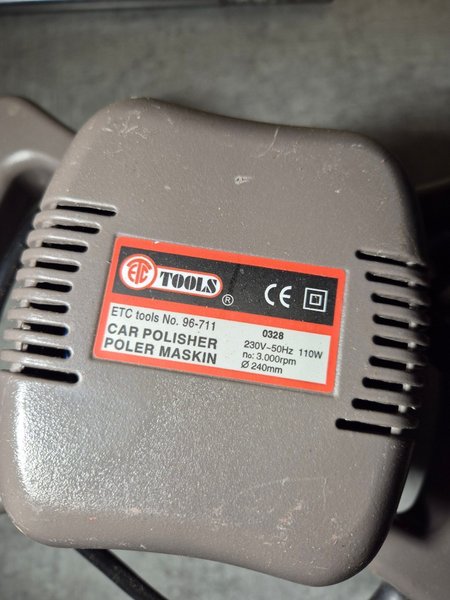 ETC TOOLS ®
CE
ETC tools No. 96-711
CAR POLISHER
POLER MASKIN
0328
230V~50Hz 110W
no: 3.000rpm
Ø 240mm